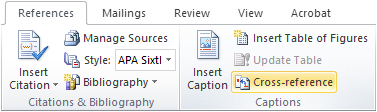 References Mailings Review View Acrobat
Insert Citation
Manage Sources
Style: APA Sixtl
Bibliography
Citations & Bibliography
Insert Caption
Insert Table of Figures
Update Table
Cross-reference
Captions